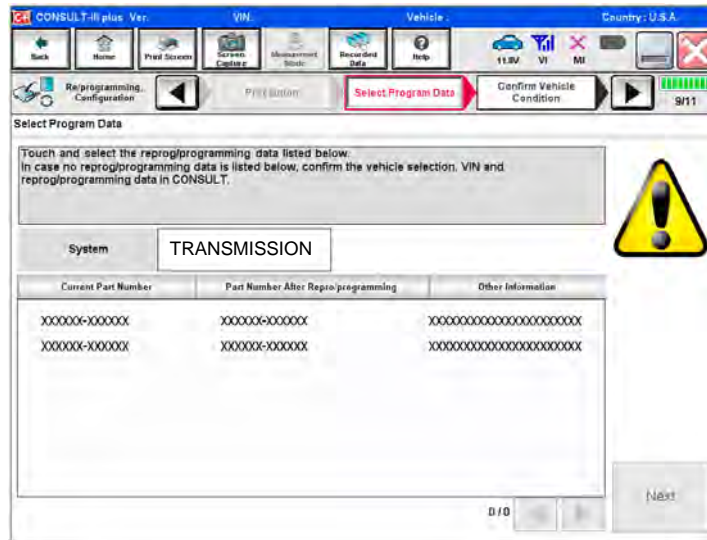 CONSULT-III plus Ver. VIN. Vehicle : Country : U.S.A.
Back Home Print Screen Screen Capture Measurement Mode Recorded Data Help 11.8V VI MI
Re/programming, Configuration Precaution Select Program Data Confirm Vehicle Condition 9/11
Select Program Data
Touch and select the reprog/programming data listed below.
In case no reprog/programming data is listed below, confirm the vehicle selection, VIN and
reprog/programming data in CONSULT.
System TRANSMISSION
Current Part Number Part Number After Repro/programming Other Information
XXXXXX-XXXXXX XXXXXX-XXXXXX XXXXXXXXXXXXXXXXXXXXXXX
XXXXXX-XXXXXX XXXXXX-XXXXXX XXXXXXXXXXXXXXXXXXXXXXX
0/0 Next